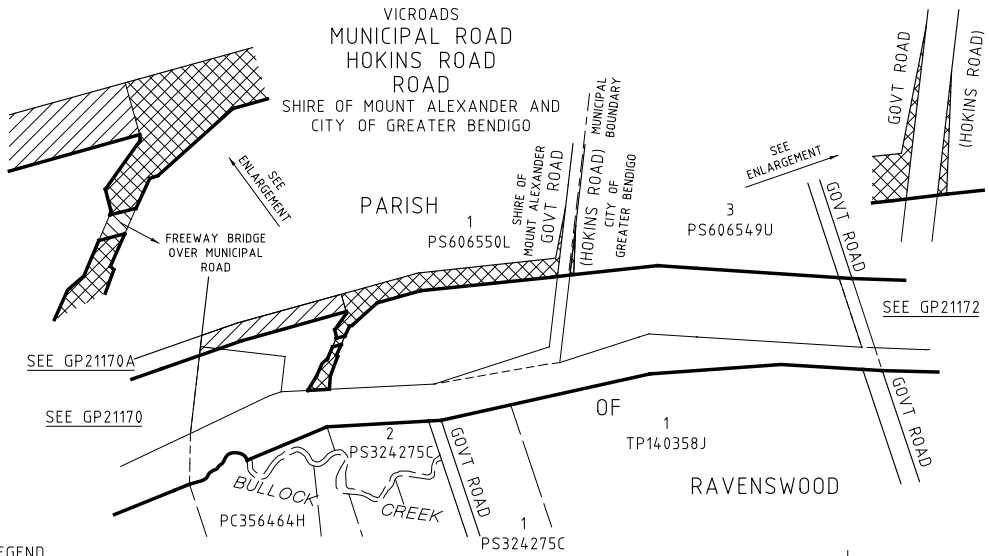 VICROADS
MUNICIPAL ROAD
HOKINS ROAD
ROAD
SHIRE OF MOUNT ALEXANDER AND
CITY OF GREATER BENDIGO
SEE
ENLARGEMENT
FREEWAY BRIDGE
OVER MUNICIPAL
ROAD
PARISH
1
PS606550L
SHIRE OF
MOUNT ALEXANDER
GOVT ROAD
(HOKINS ROAD)
CITY OF
GREATER BENDIGO
MUNICIPAL
BOUNDARY
3
PS606549U
SEE
ENLARGEMENT
GOVT ROAD
GOVT ROAD
(HOKINS ROAD)
SEE GP21172
SEE GP21170A
SEE GP21170
OF
1
TP140358J
GOVT ROAD
2
PS324275C
GOVT ROAD
BULLOCK
CREEK
RAVENSWOOD
PC356464H
1
PS324275C
EGEND